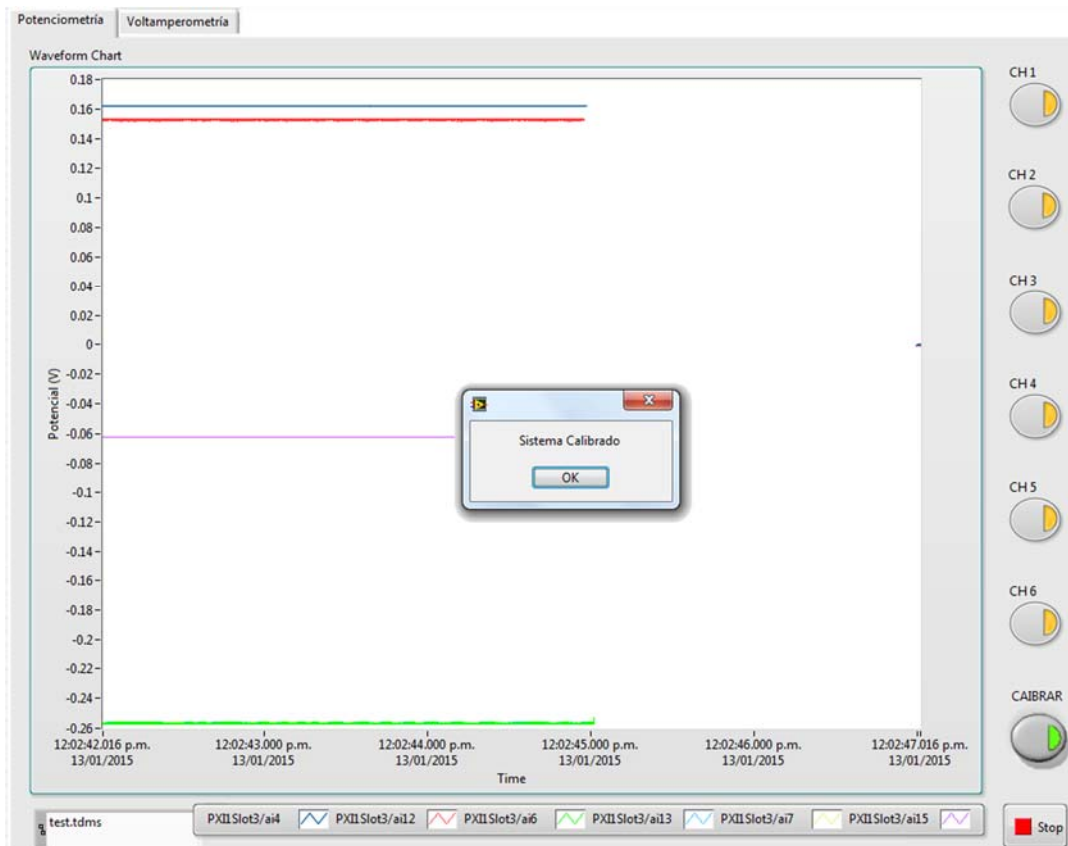 Potenciometría Voltamperometría
Waveform Chart
0.18
0.16
0.14
0.12
0.1
0.08
0.06
0.04
0.02
0
-0.02
-0.04
-0.06
-0.08
-0.1
-0.12
-0.14
-0.16
-0.18
-0.2
-0.22
-0.24
-0.26
Potencial (V)
12:02:42.016 p.m. 12:02:43.000 p.m. 12:02:44.000 p.m. 12:02:45.000 p.m. 12:02:46.000 p.m. 12:02:47.016 p.m.
13/01/2015 13/01/2015 13/01/2015 13/01/2015 13/01/2015 13/01/2015
Time
Sistema Calibrado
OK
CH 1
CH 2
CH 3
CH 4
CH 5
CH 6
CAIBRAR
test.tdms
PXI1Slot3/ai4 PXI1Slot3/ai12 PXI1Slot3/ai6 PXI1Slot3/ai13 PXI1Slot3/ai7 PXI1Slot3/ai15
Stop